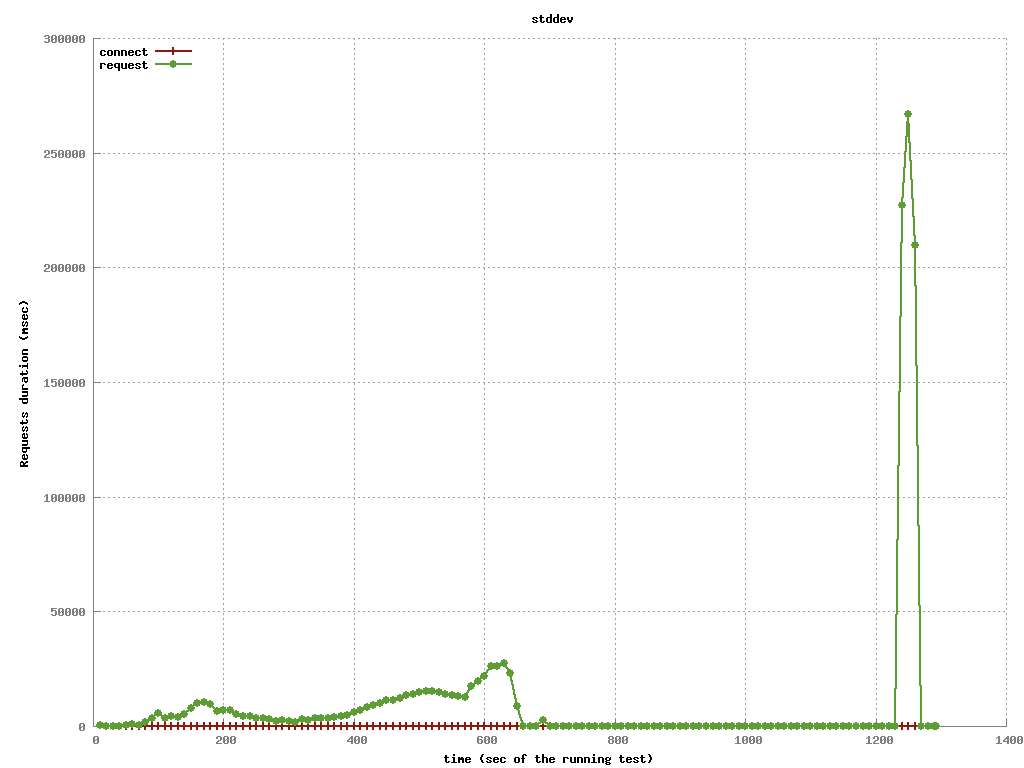 stddev
300000
connect
request
250000
200000
Requests duration (msec)
150000
100000
50000
0
0 200 400 600 800 1000 1200 1400
time (sec of the running test)